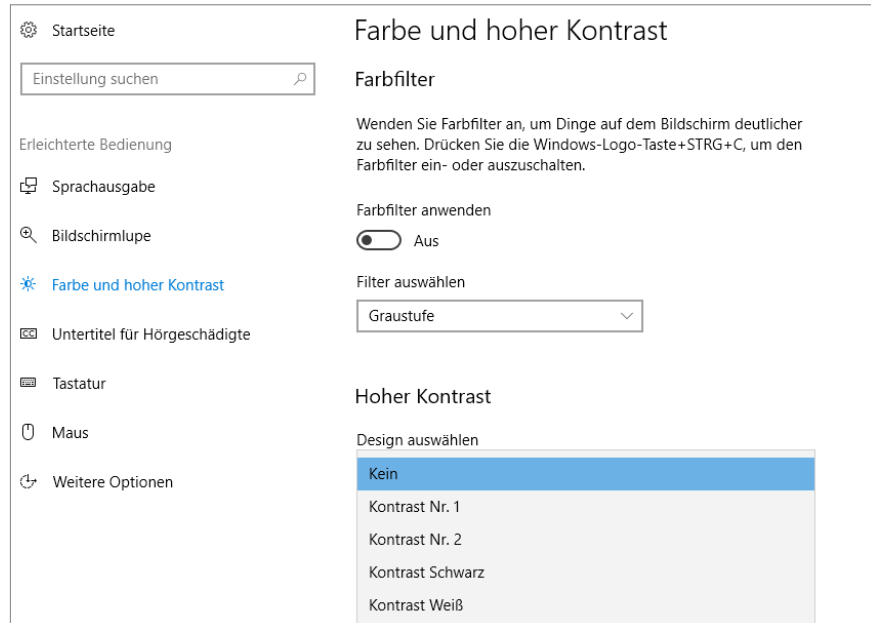 Startseite
Einstellung suchen
Erleichterte Bedienung
Sprachausgabe
Bildschirmlupe
Farbe und hoher Kontrast
Untertitel für Hörgeschädigte
Tastatur
Maus
Weitere Optionen
Farbe und hoher Kontrast
Farbfilter
Wenden Sie Farbfilter an, um Dinge auf dem Bildschirm deutlicher
zu sehen. Drücken Sie die Windows-Logo-Taste+STRG+C, um den
Farbfilter ein- oder auszuschalten.
Farbfilter anwenden
Aus
Filter auswählen
Graustufe
Hoher Kontrast
Design auswählen
Kein
Kontrast Nr. 1
Kontrast Nr. 2
Kontrast Schwarz
Kontrast Weiß